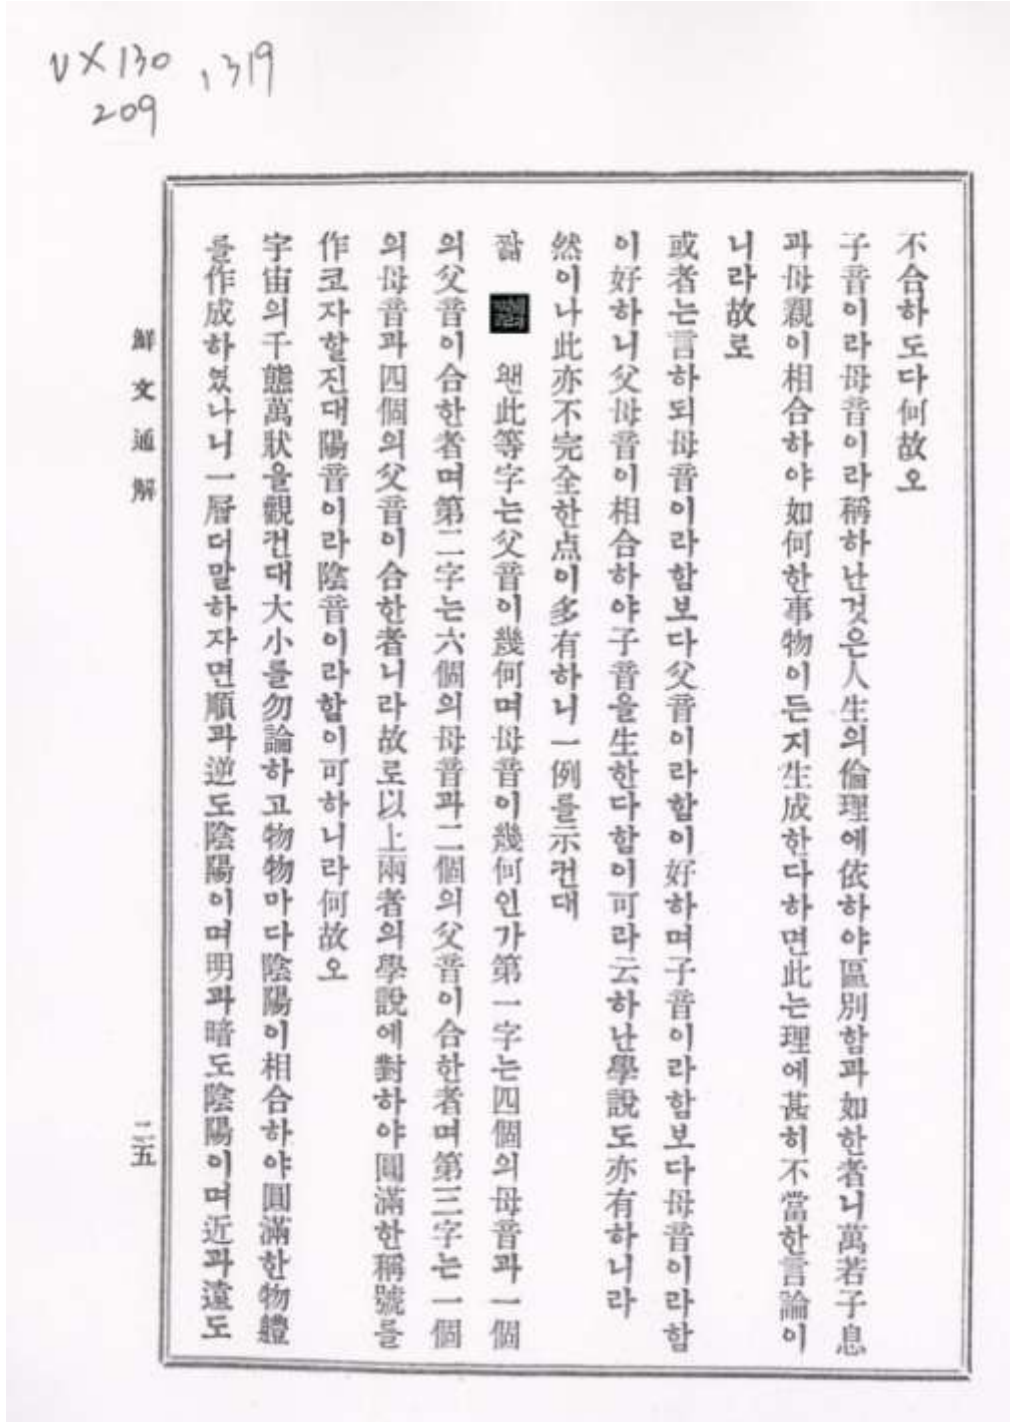 VX130 , 1319
209
不合하도다何故오
子音이라母音이라稱하난것은人生의倫理에依하야區別함과如한者니萬若子息
과母親이相合하야如何한事物이든지生成한다하면此는理에甚히不當한言論이
니라故로
或者는言하되母音이라함보다父音이라함이好하며子音이라함보다母音이라함
이好하니父母音이相合하야子音을生한다함이可라云하난學說도亦有하니라
然이나此亦不完全한点이多有하니一例를示컨대
팖 왠此等字는父音이幾何며母音이幾何인가第一字는四個의母音과一個
의父音이合한者며第二字는六個의母音과二個의父音이合한者며第三字는一個
의母音과四個의父音이合한者니라故로以上兩者의學說에對하야圓滿한稱號를
作코자할진대陽音이라陰音이라함이可하니라何故오
宇宙의千態萬狀을觀컨대大小를勿論하고物物마다陰陽이相合하야圓滿한物軆
를作成하엿나니一層더말하자면順과逆도陰陽이며明과暗도陰陽이며近과遠도
鮮文通解
二五